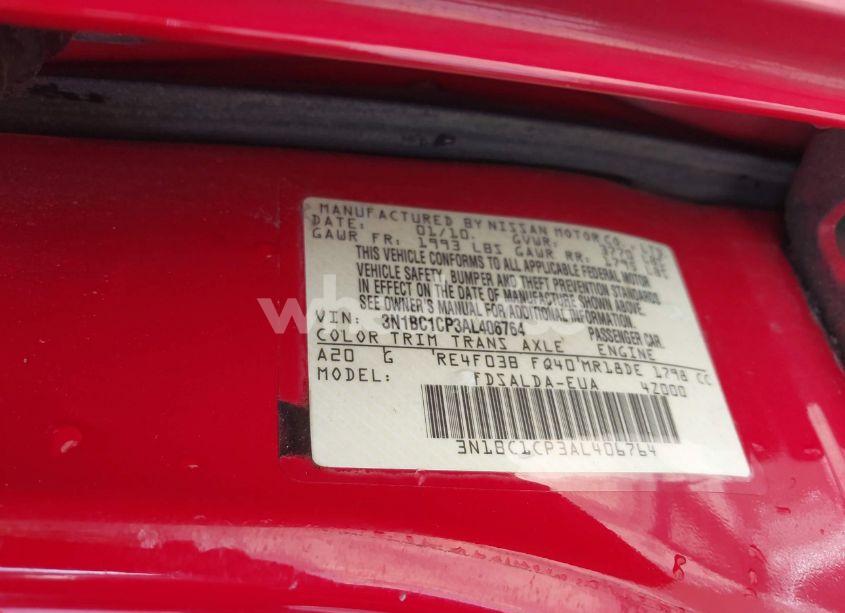 MANUFACTURED BY NISSAN MOTOR CO., LTD.
DATE: 01/10. GVWR:
GAWR FR: 1993 LBS GAWR RR: LBS
THIS VEHICLE CONFORMS TO ALL APPLICABLE FEDERAL MOTOR
VEHICLE SAFETY, BUMPER AND THEFT PREVENTION STANDARDS
IN EFFECT ON THE DATE OF MANUFACTURE SHOWN ABOVE.
SEE OWNER'S MANUAL FOR ADDITIONAL INFORMATION.
VIN: 3N1BC1CP3AL406764 PASSENGER CAR.
COLOR TRIM TRANS AXLE ENGINE
A20 G 'RE4F03B FQ40'MR18DE 1798 CC
MODEL: FDSALDA-EUA 4Z000
3N1BC1CP3AL406764